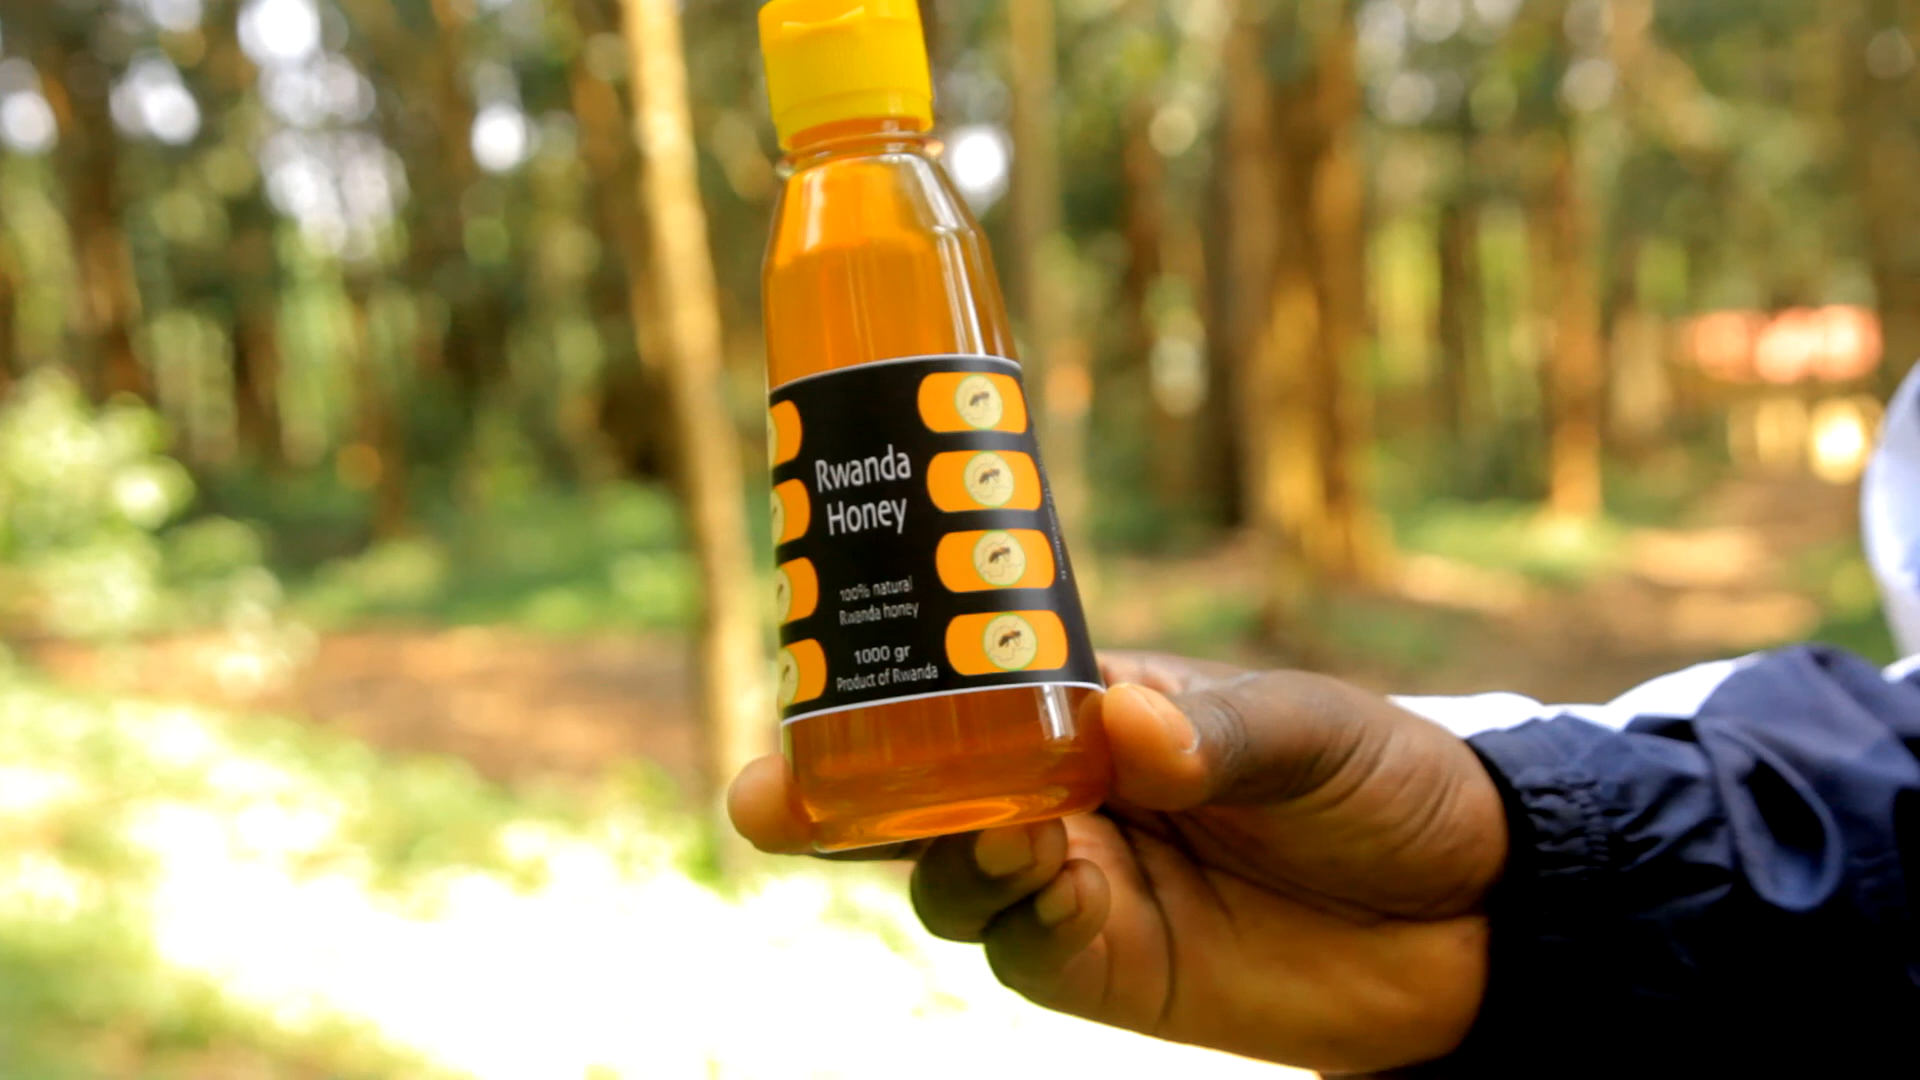 Rwanda
Honey
100% natural
Rwanda honey
1000 gr
Product of Rwanda